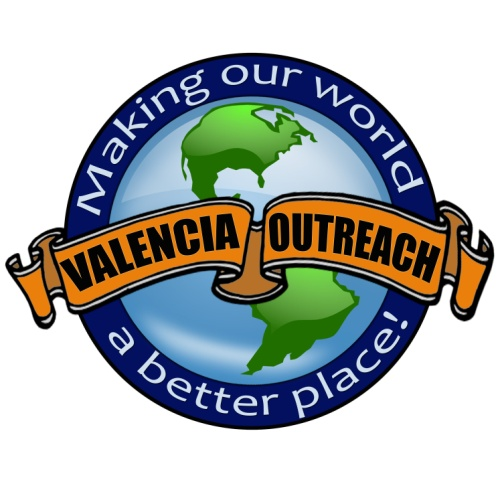 Making our world
VALENCIA OUTREACH
a better place!